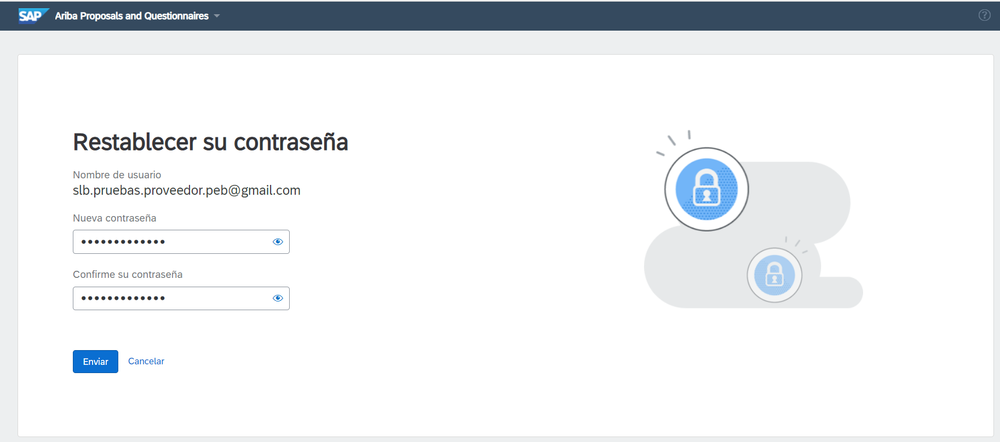 SAP Ariba Proposals and Questionnaires
?
Restablecer su contraseña
Nombre de usuario
slb.pruebas.proveedor.peb@gmail.com
Nueva contraseña
•••••••••••••
Confirme su contraseña
•••••••••••••
Enviar Cancelar